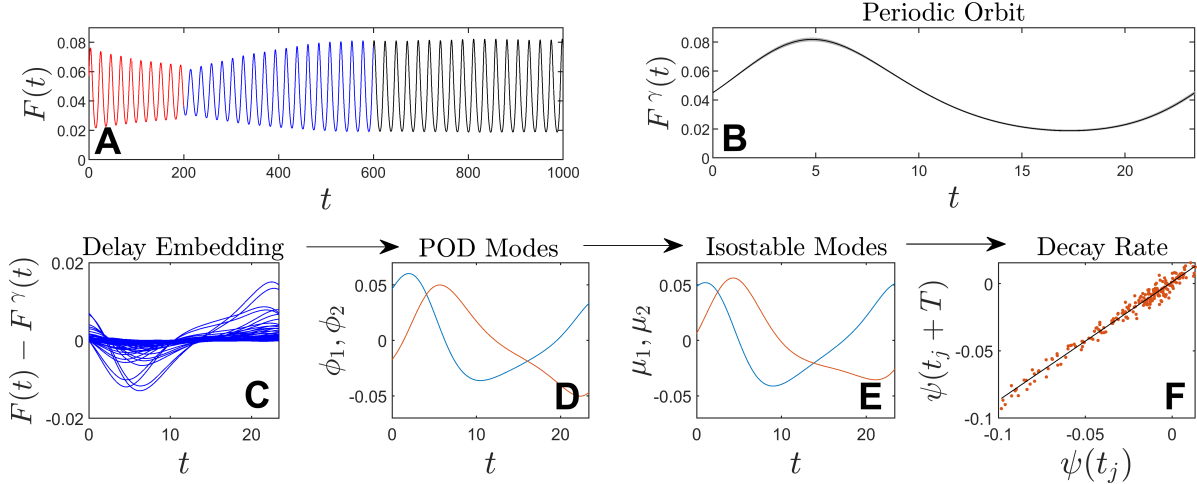 F(t)
0.08
0.06
0.04
0.02
0
0 200 400 600 800 1000
t
A
Periodic Orbit
F^γ(t)
0.08
0.06
0.04
0.02
0
0 5 10 15 20
t
B
Delay Embedding
F(t) − F^γ(t)
0.02
0
-0.02
0 10 20
t
C
POD Modes
ϕ₁, ϕ₂
0.05
0
-0.05
0 10 20
t
D
Isostable Modes
μ₁, μ₂
0.05
0
-0.05
0 10 20
t
E
Decay Rate
ψ(t_j + T)
0
-0.05
-0.1
-0.1 -0.05 0
ψ(t_j)
F